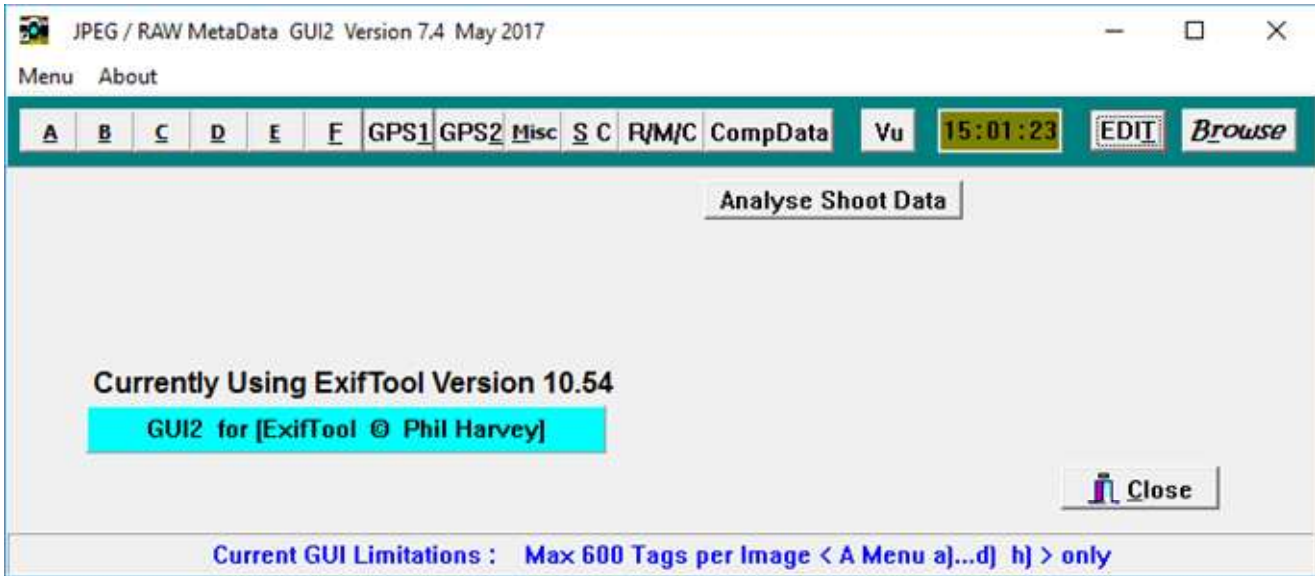 JPEG / RAW MetaData GUI2 Version 7.4 May 2017
Menu About
A B C D E F GPS1 GPS2 Misc S C R/M/C CompData Vu 15:01:23 EDIT Browse
Analyse Shoot Data
Currently Using ExifTool Version 10.54
GUI2 for [ExifTool © Phil Harvey]
Close
Current GUI Limitations : Max 600 Tags per Image < A Menu a)...d) h) > only